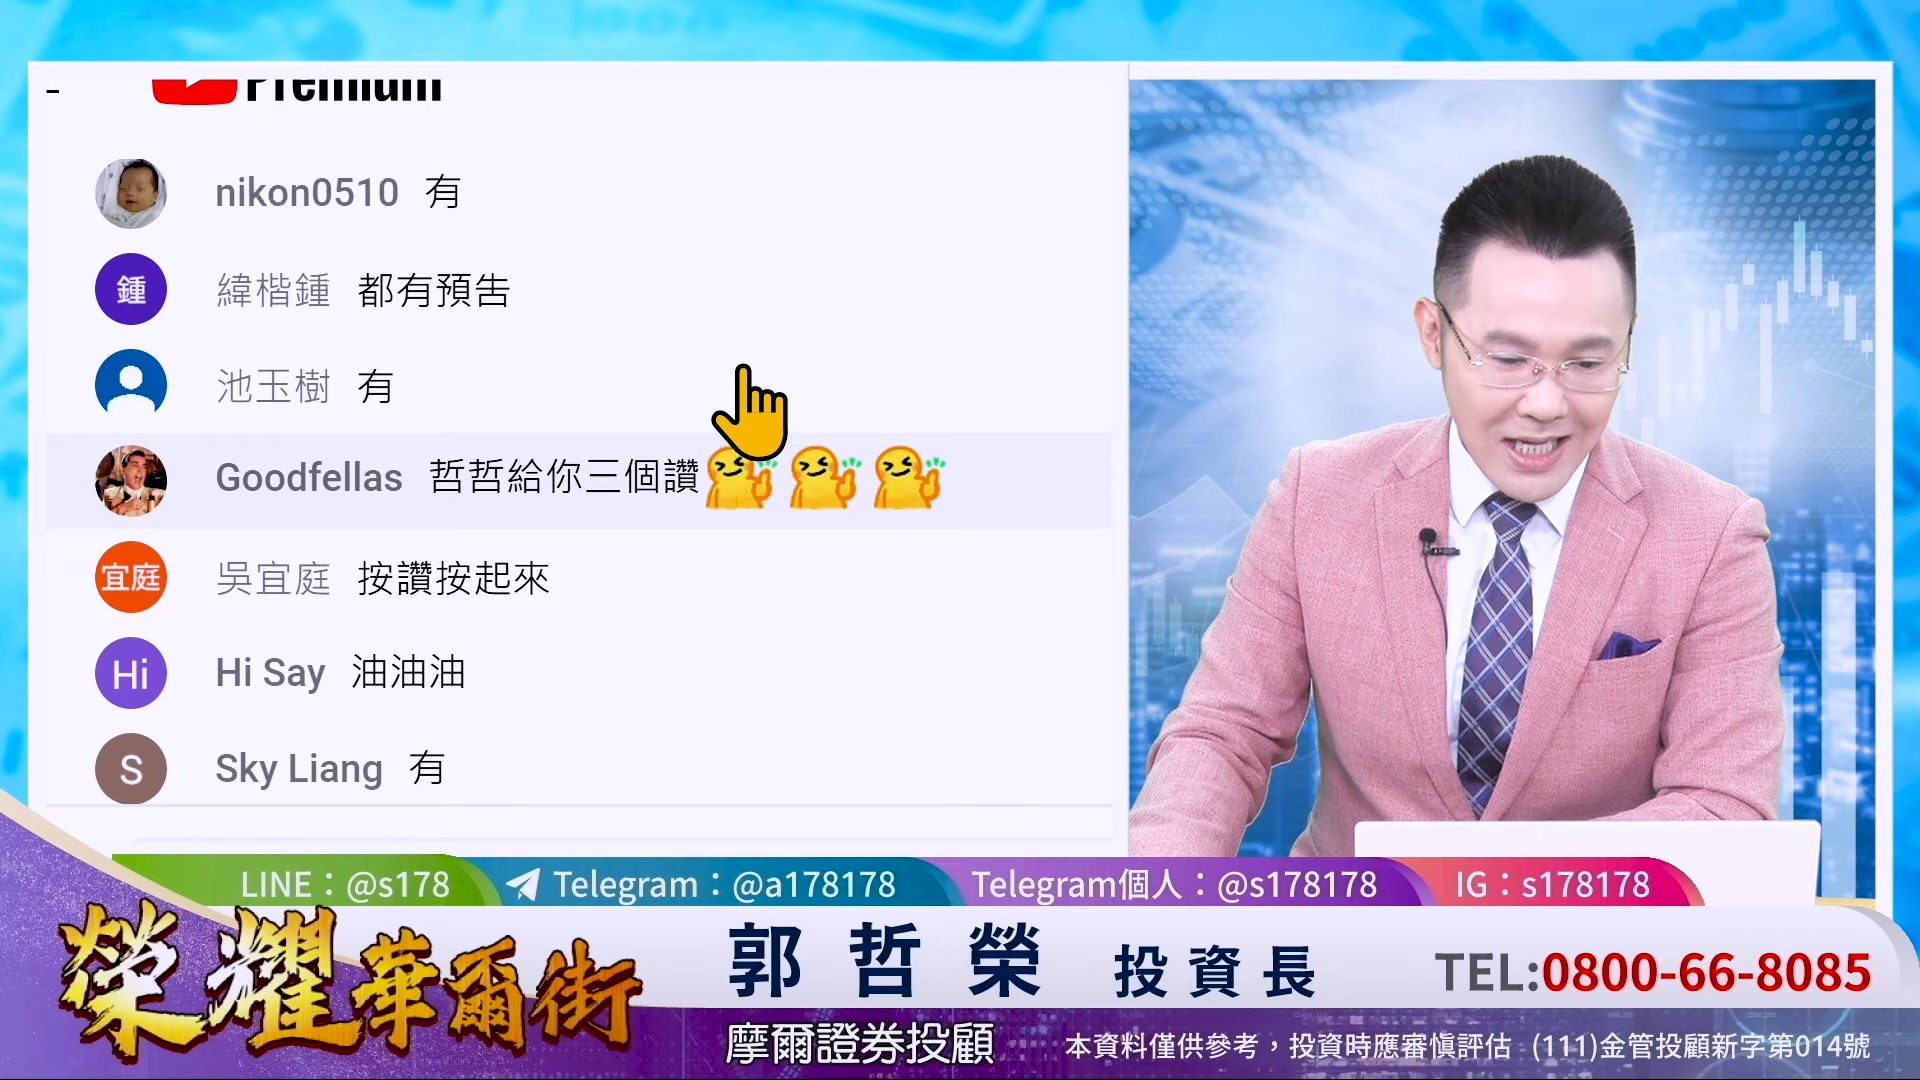 Premium
nikon0510 有
鍾 緯楷鍾 都有預告
池玉樹 有
Goodfellas 哲哲給你三個讚
宜庭 吳宜庭 按讚按起來
Hi Hi Say 油油油
S Sky Liang 有
LINE：@s178 Telegram：@a178178 Telegram個人：@s178178 IG：s178178
榮耀華爾街
郭哲榮 投資長 TEL:0800-66-8085
摩爾證券投顧 本資料僅供參考，投資時應審慎評估 (111)金管投顧新字第014號